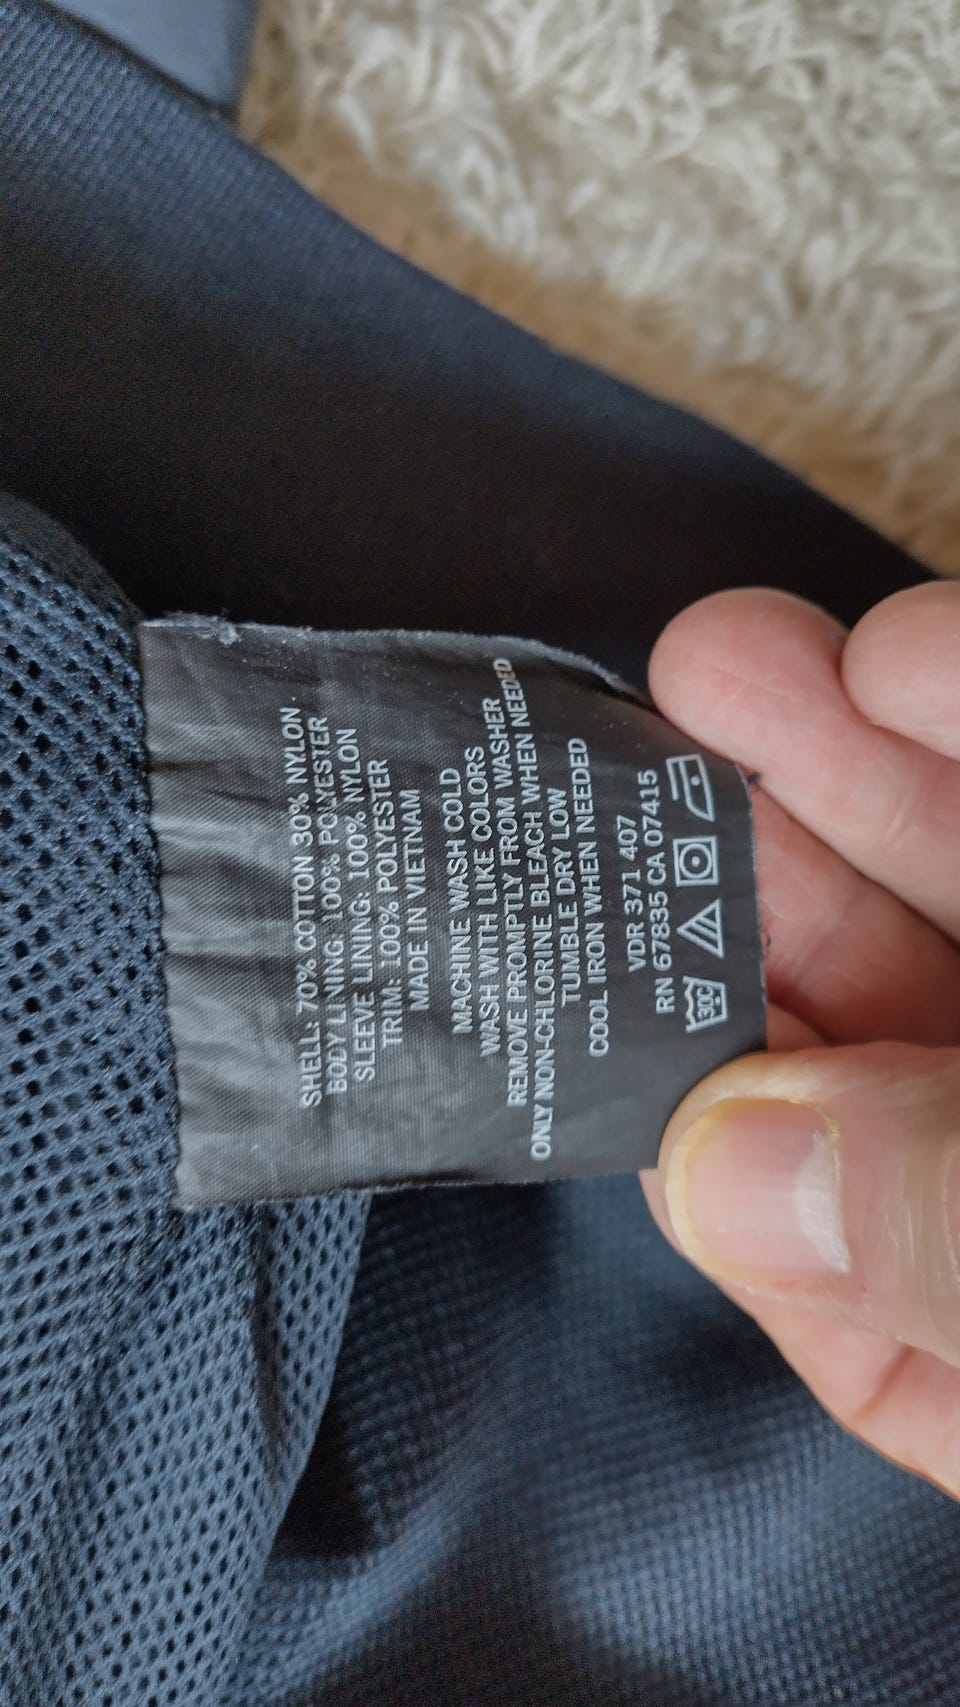 SHELL: 70% COTTON 30% NYLON
BODY LINING: 100% POLYESTER
SLEEVE LINING: 100% NYLON
TRIM: 100% POLYESTER
MADE IN VIETNAM
MACHINE WASH COLD
WASH WITH LIKE COLORS
REMOVE PROMPTLY FROM WASHER
ONLY NON-CHLORINE BLEACH WHEN NEEDED
TUMBLE DRY LOW
COOL IRON WHEN NEEDED
VDR 371 407
RN 67835 CA 07415
30C